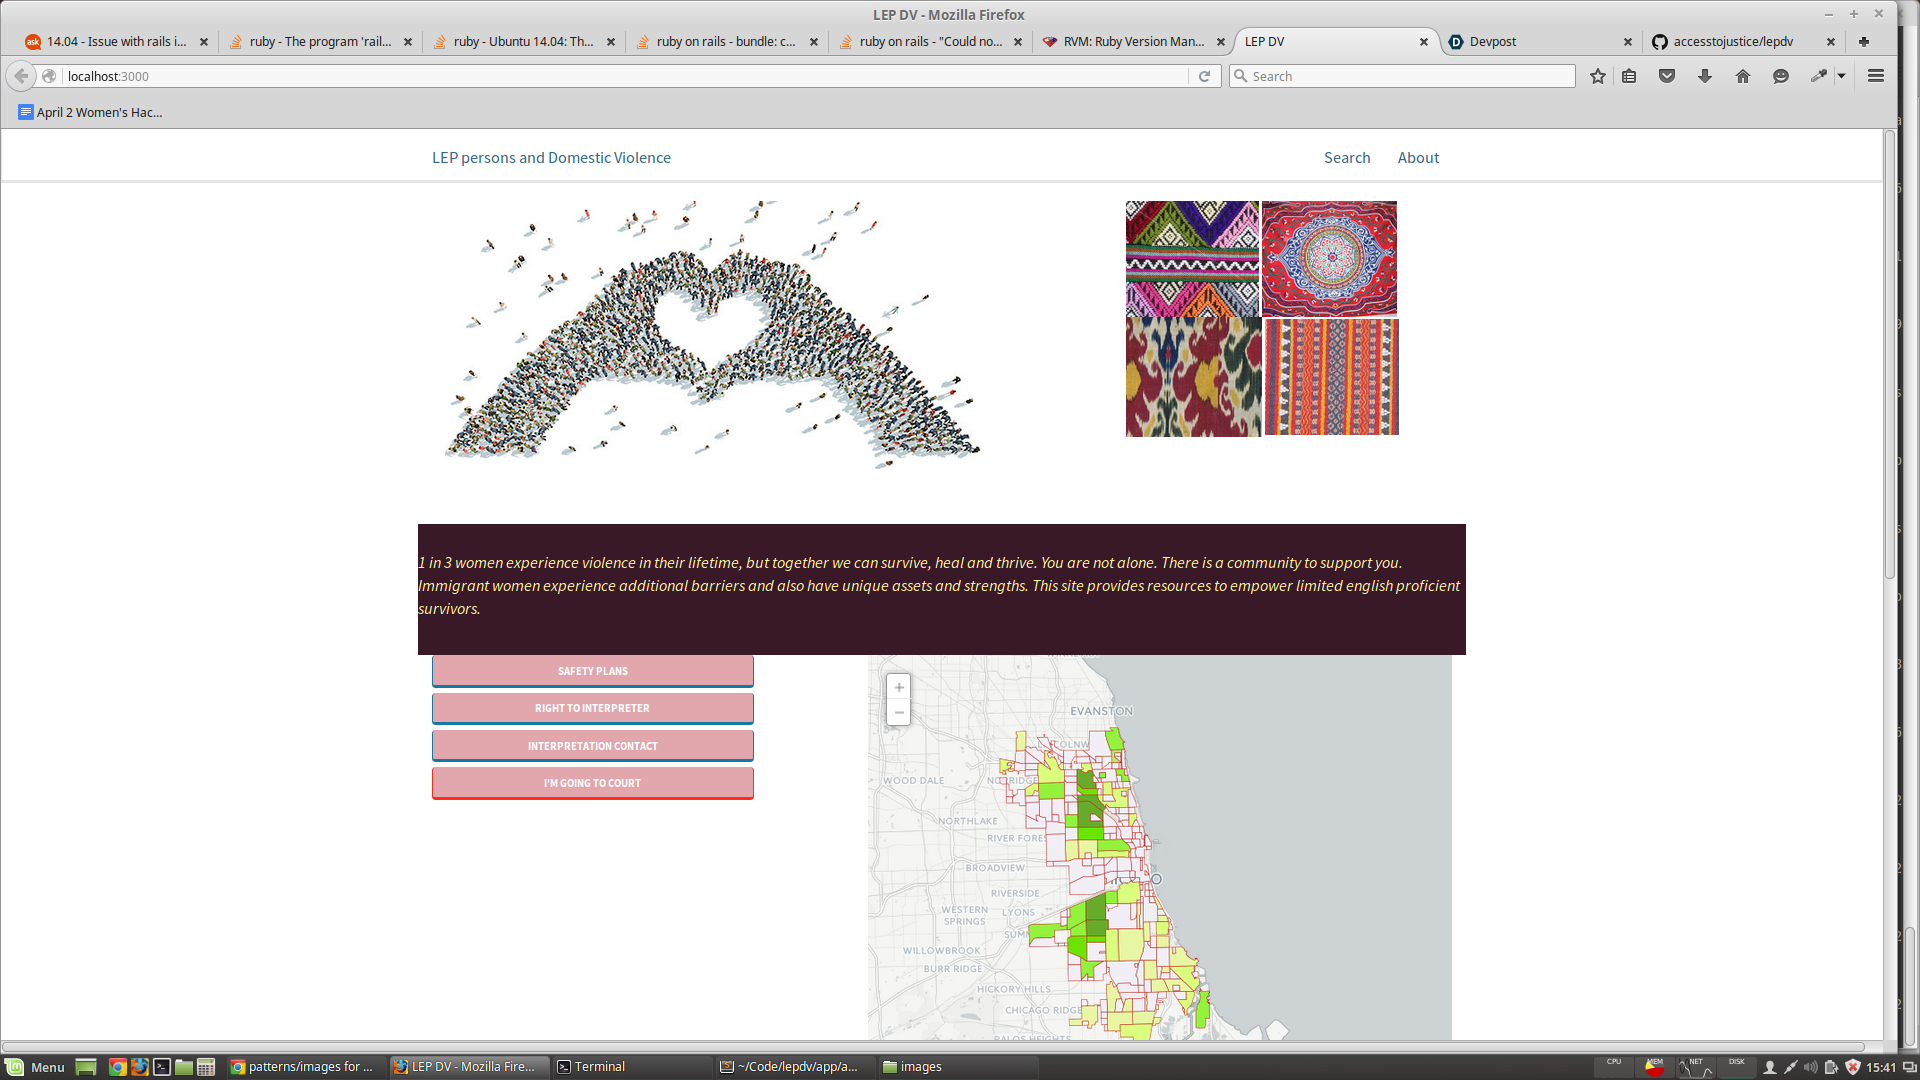 LEP DV - Mozilla Firefox
14.04 - Issue with rails i...
ruby - The program 'rail...
ruby - Ubuntu 14.04: Th...
ruby on rails - bundle: c...
ruby on rails - "Could no...
RVM: Ruby Version Man...
LEP DV
Devpost
accesstojustice/lepdv
localhost:3000
Search
April 2 Women's Hac...
LEP persons and Domestic Violence
Search
About
1 in 3 women experience violence in their lifetime, but together we can survive, heal and thrive. You are not alone. There is a community to support you.
Immigrant women experience additional barriers and also have unique assets and strengths. This site provides resources to empower limited english proficient
survivors.
SAFETY PLANS
RIGHT TO INTERPRETER
INTERPRETATION CONTACT
I'M GOING TO COURT
+
−
EVANSTON
WOOD DALE
NORTHLAKE
RIVER FORES
BROADVIEW
RIVERSIDE
WESTERN
SPRINGS
LYONS
SUMM
WILLOWBROOK
BURR RIDGE
HICKORY HILLS
CHICAGO RIDGE
PALOS HEIGHTS
Menu
patterns/images for ...
LEP DV - Mozilla Fire...
Terminal
~/Code/lepdv/app/a...
images
CPU
MEM
NET
DISK
15:41